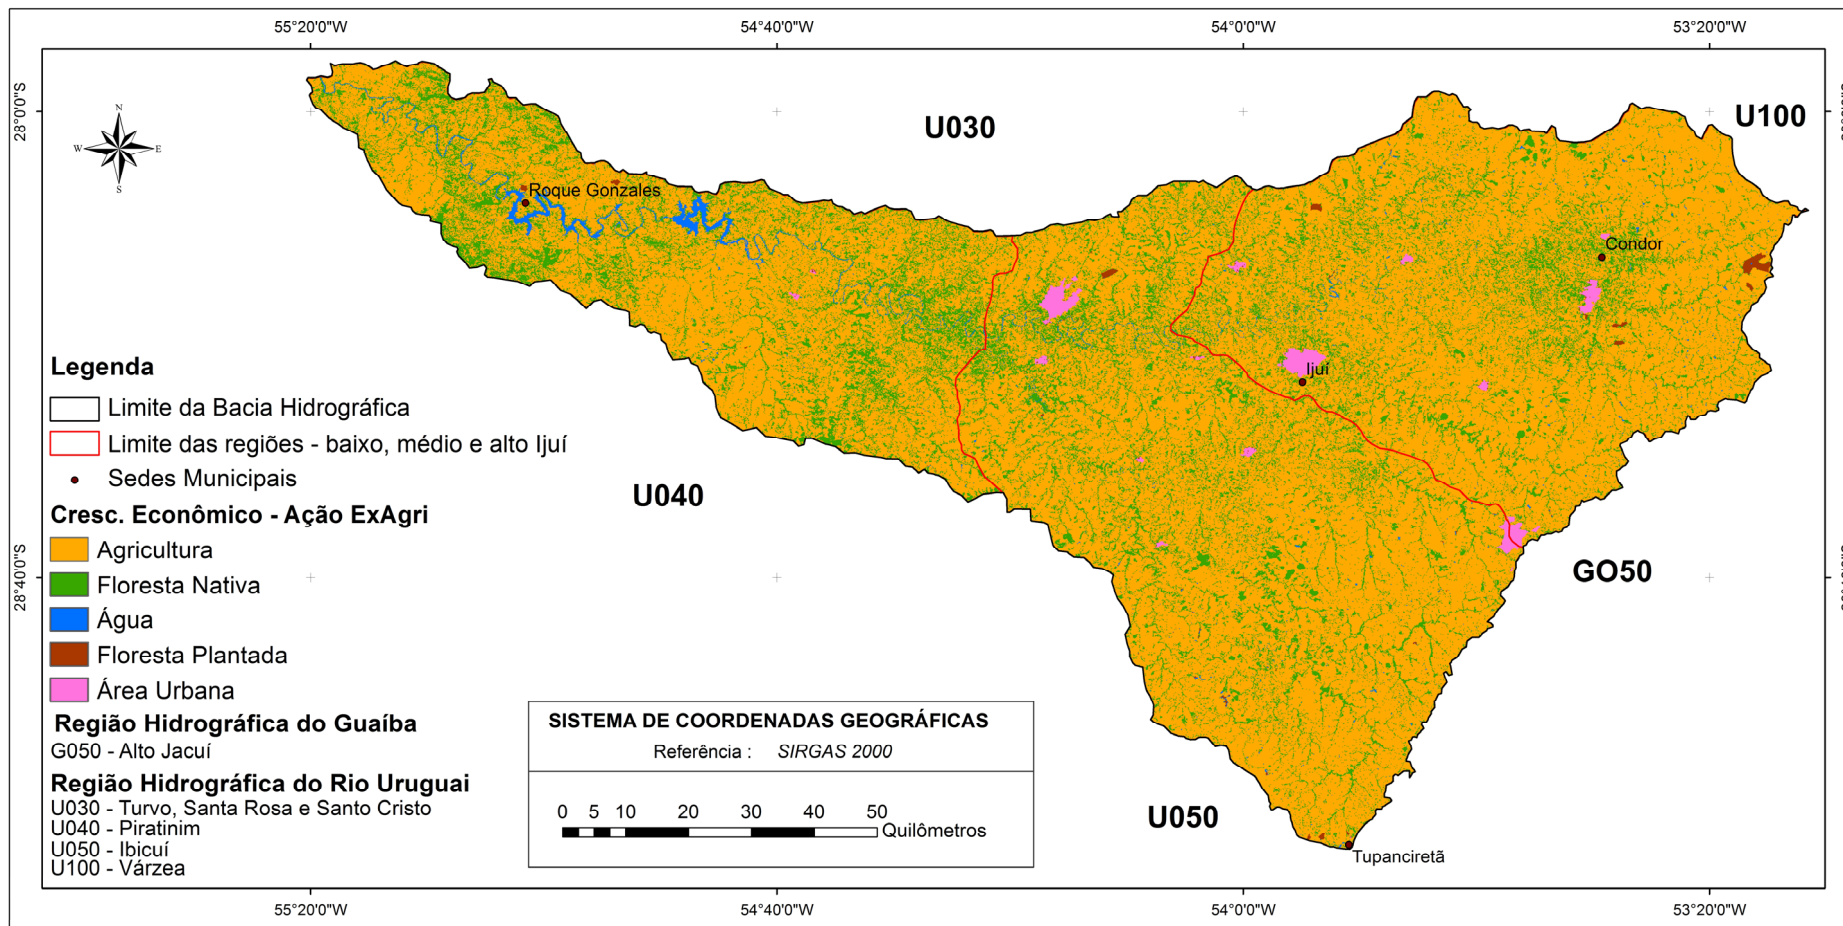 55°20'0"W
54°40'0"W
54°0'0"W
53°20'0"W
28°0'0"S
N
W
E
S
U030
U100
Roque Gonzales
Condor
Ijuí
Legenda
Limite da Bacia Hidrográfica
Limite das regiões - baixo, médio e alto Ijuí
Sedes Municipais
U040
Cresc. Econômico - Ação ExAgri
Agricultura
Floresta Nativa
Água
Floresta Plantada
Área Urbana
28°40'0"S
GO50
Região Hidrográfica do Guaíba
G050 - Alto Jacuí
Região Hidrográfica do Rio Uruguai
U030 - Turvo, Santa Rosa e Santo Cristo
U040 - Piratinim
U050 - Ibicuí
U100 - Várzea
SISTEMA DE COORDENADAS GEOGRÁFICAS
Referência : SIRGAS 2000
0 5 10 20 30 40 50
Quilômetros
U050
Tupanciretã
55°20'0"W
54°40'0"W
54°0'0"W
53°20'0"W